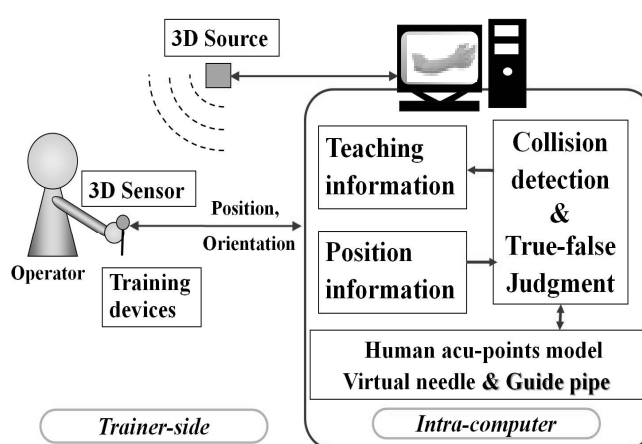 3D Source
3D Sensor
Operator
Training
devices
Position,
Orientation
Teaching
information
Position
information
Collision
detection
&
True-false
Judgment
Human acu-points model
Virtual needle & Guide pipe
Trainer-side
Intra-computer